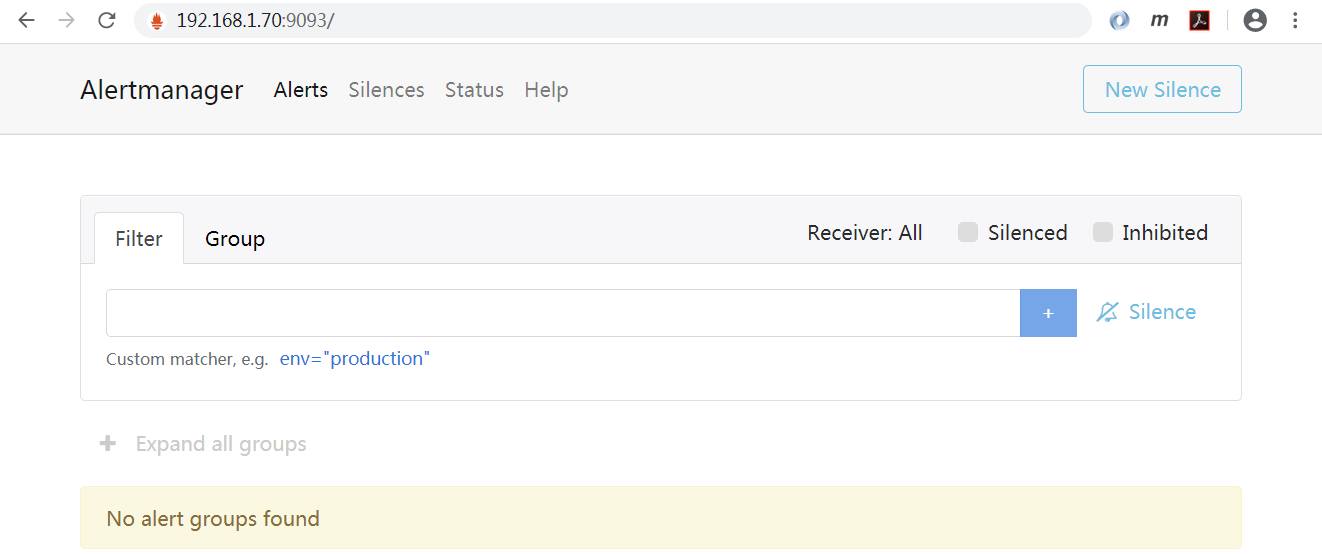 192.168.1.70:9093/
m
Alertmanager Alerts Silences Status Help New Silence
Filter Group Receiver: All Silenced Inhibited
+ Silence
Custom matcher, e.g. env="production"
+ Expand all groups
No alert groups found